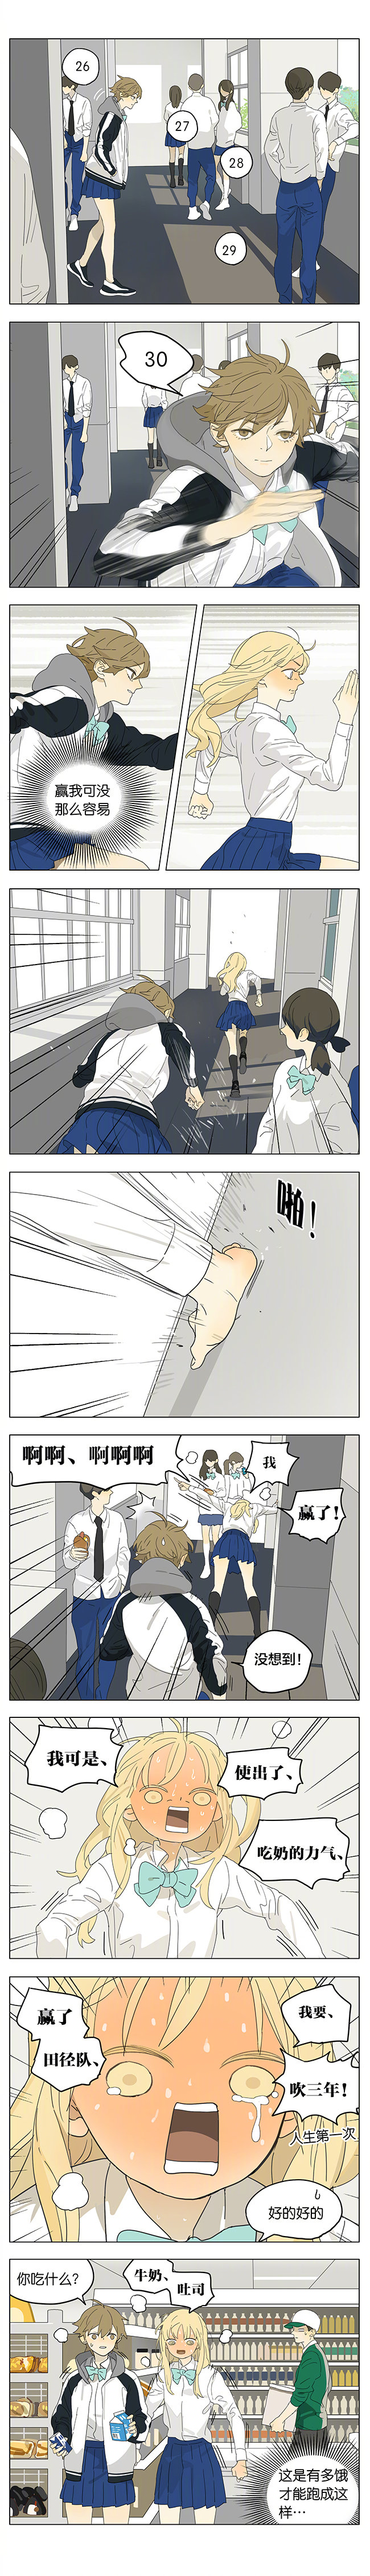 26
27
28
29
30
赢我可没
那么容易
啪！
啊啊、啊啊啊
我
赢了！
没想到！
我可是、
使出了、
吃奶的力气、
赢了
田径队、
我要、
吹三年！
人生第一次
好的好的
你吃什么？
牛奶、
吐司
这是有多饿
才能跑成这
样…